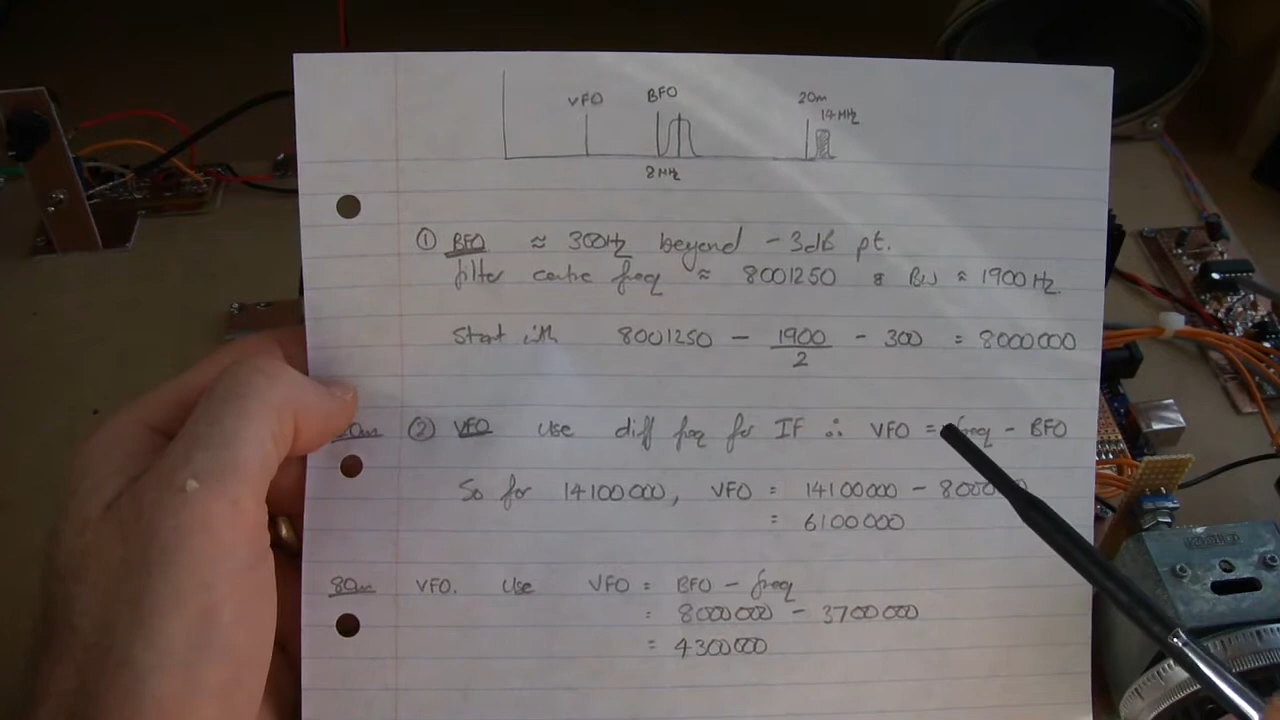 VFO BFO 20m
14MHz
8MHz
① BFO ≈ 300Hz beyond -3dB pt.
filter centre freq ≈ 8001250 & BW ≈ 1900Hz.
Start with 8001250 - 1900/2 - 300 = 8000000
20m ② VFO Use diff freq for IF ∴ VFO = freq - BFO
So for 14100000, VFO = 14100000 - 8000000
= 6100000
80m VFO. Use VFO = BFO - freq
= 8000000 - 3700000
= 4300000